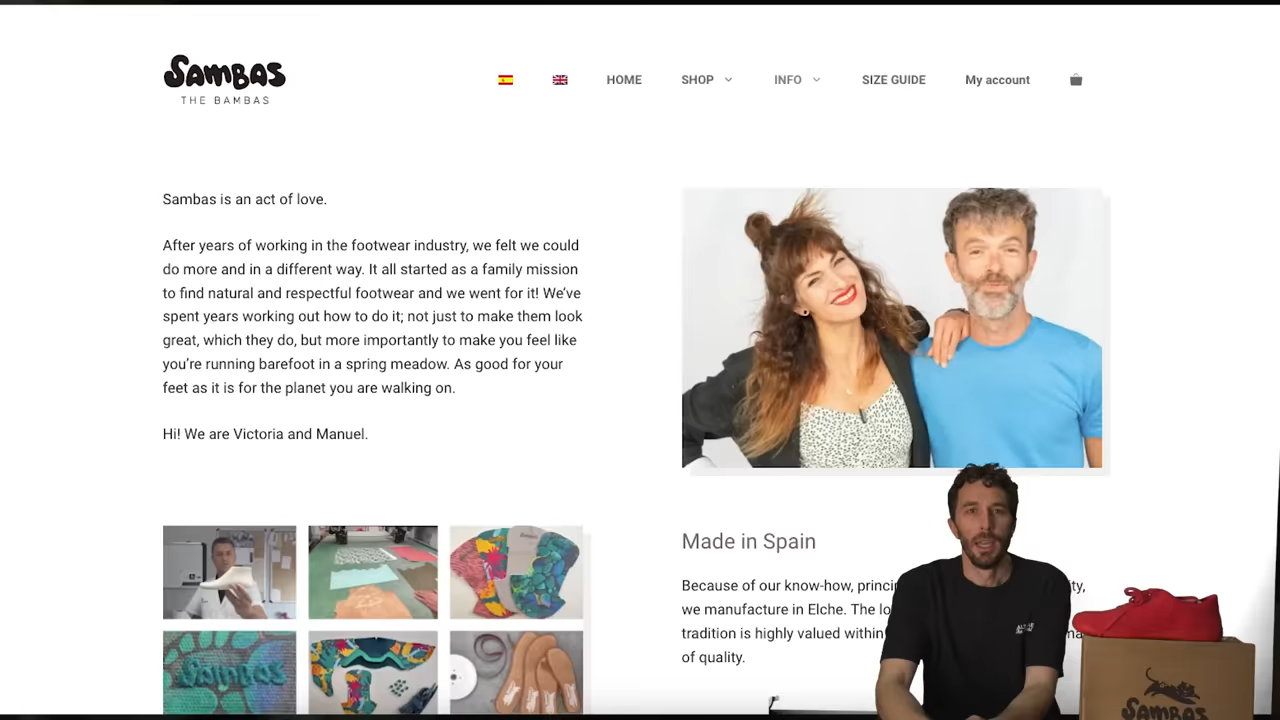 SAMBAS
THE BAMBAS
HOME
SHOP
INFO
SIZE GUIDE
My account
Sambas is an act of love.
After years of working in the footwear industry, we felt we could
do more and in a different way. It all started as a family mission
to find natural and respectful footwear and we went for it! We've
spent years working out how to do it; not just to make them look
great, which they do, but more importantly to make you feel like
you're running barefoot in a spring meadow. As good for your
feet as it is for the planet you are walking on.
Hi! We are Victoria and Manuel.
Made in Spain
Because of our know-how,
we manufacture in Elche. The
tradition is highly valued within
of quality.
Sambas
SAMBAS